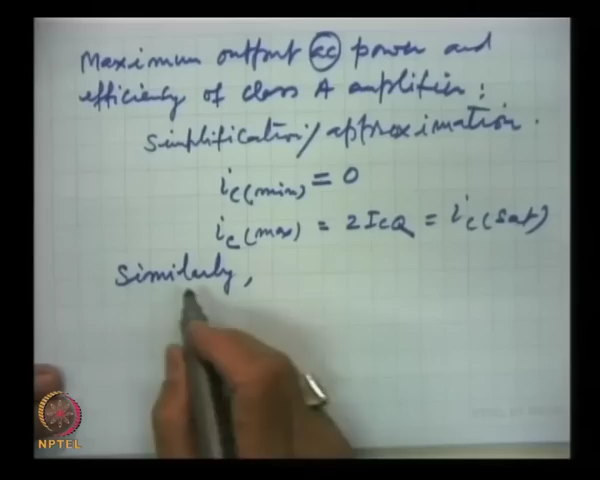 Maximum output ac power and
efficiency of class A amplifier :
simplification/approximation.
ic(min) = 0
ic(max) = 2ICQ = ic(sat)
Similarly,
NPTEL